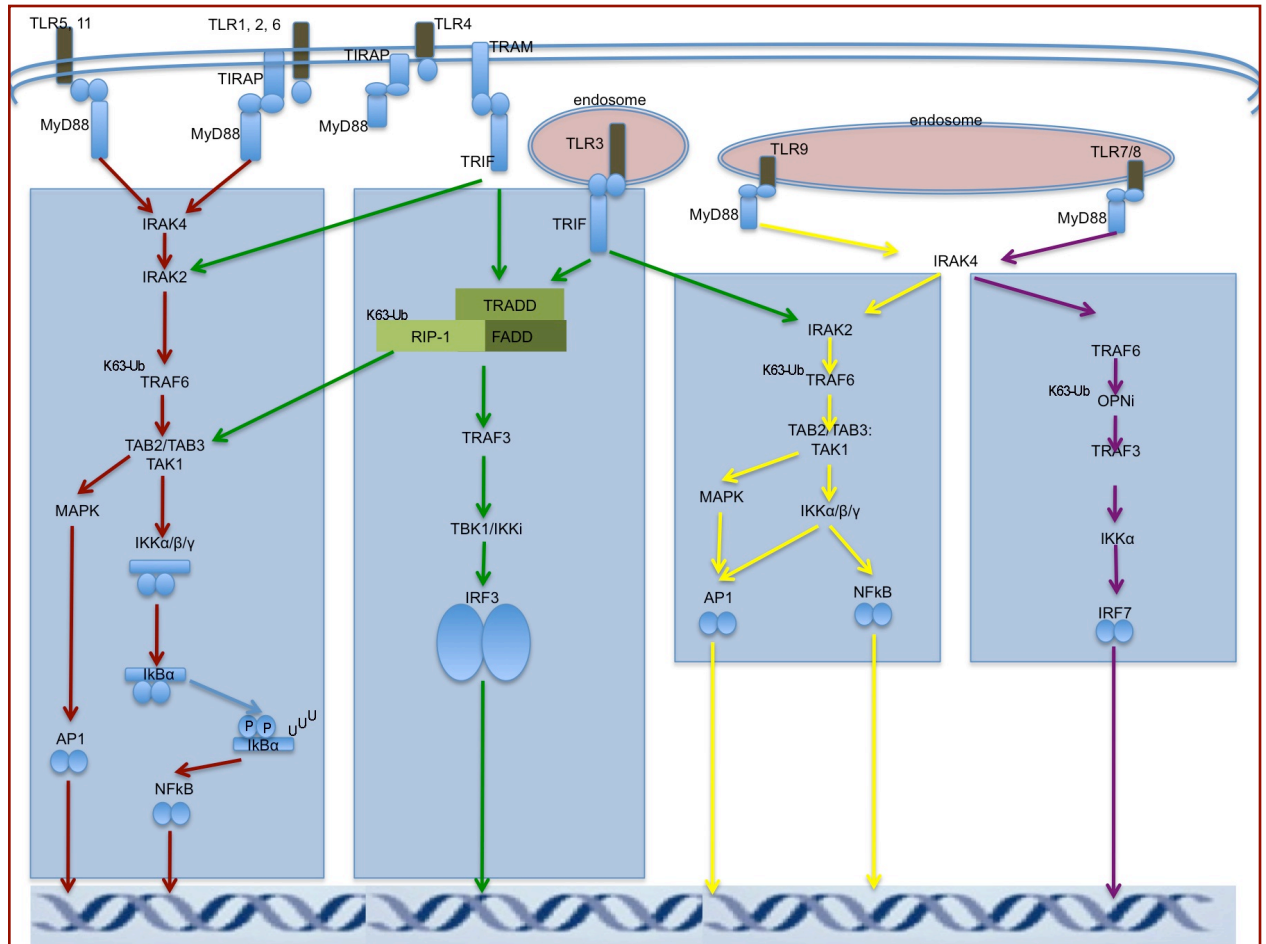 TLR5, 11
TLR1, 2, 6
TLR4
TIRAP
TRAM
TIRAP
MyD88
MyD88
MyD88
TRIF
endosome
TLR3
TRIF
endosome
TLR9
TLR7/8
MyD88
MyD88
IRAK4
IRAK2
K63-Ub
TRAF6
TAB2/TAB3
TAK1
MAPK
IKKα/β/γ
IkBα
P P
U U U
IkBα
AP1
NFkB
TRADD
K63-Ub
RIP-1
FADD
TRAF3
TBK1/IKKi
IRF3
IRAK4
IRAK2
K63-Ub
TRAF6
TAB2/TAB3:
TAK1
MAPK
IKKα/β/γ
AP1
NFkB
TRAF6
K63-Ub
OPNi
TRAF3
IKKα
IRF7